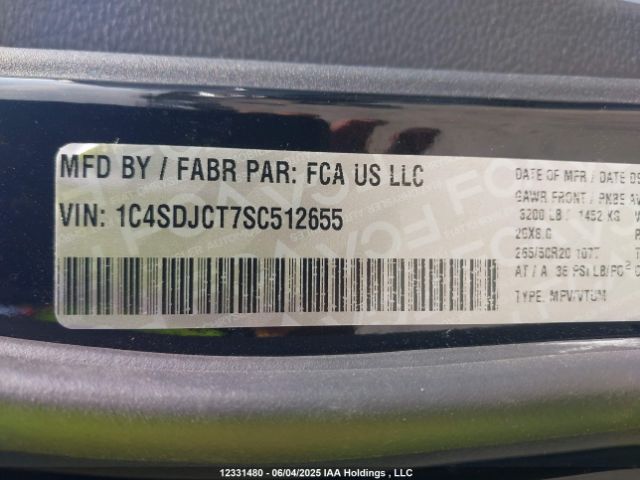 MFD BY / FABR PAR: FCA US LLC
VIN: 1C4SDJCT7SC512655
DATE OF MFR / DATE D
GAWR FRONT / PNBE AV
3200 LB 1452 KG
20X8.0
265/50R20 107T
AT / A 36 PSI LB/PO²
TYPE: MPV/VTUM
12331480 - 06/04/2025 IAA Holdings , LLC